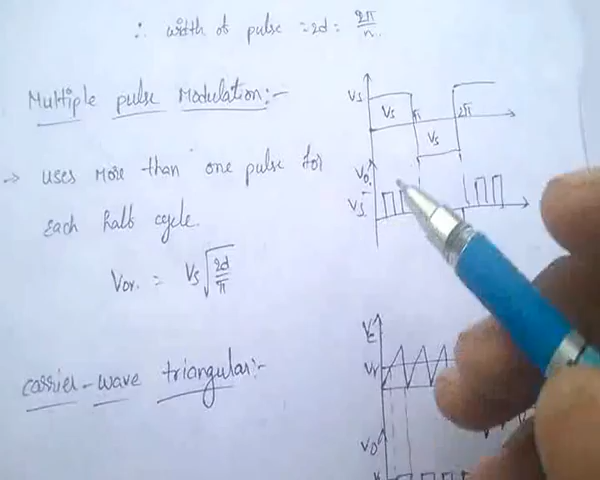 ∴ width of pulse = 2d = 2π/n.
Multiple pulse Modulation:-
→ uses more than one pulse for
each half cycle.
Vor. = Vs √(2d/π)
carrier-wave triangular:-
Vs
Vs
π
2π
Vs
Vo
Vs
Vc
Vr
Vo